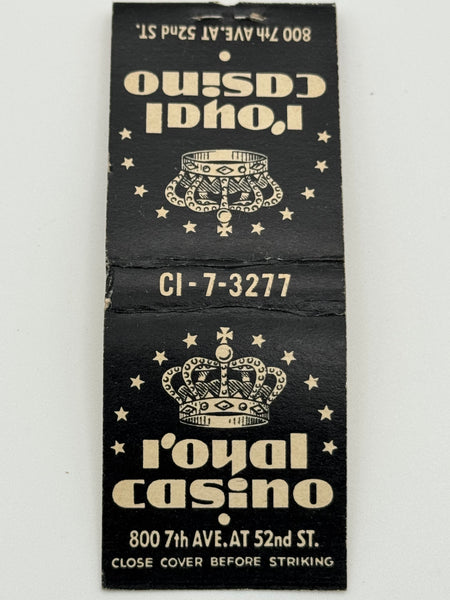 800 7th AVE. AT 52nd ST.
royal
casino
CI-7-3277
royal
casino
800 7th AVE. AT 52nd ST.
CLOSE COVER BEFORE STRIKING